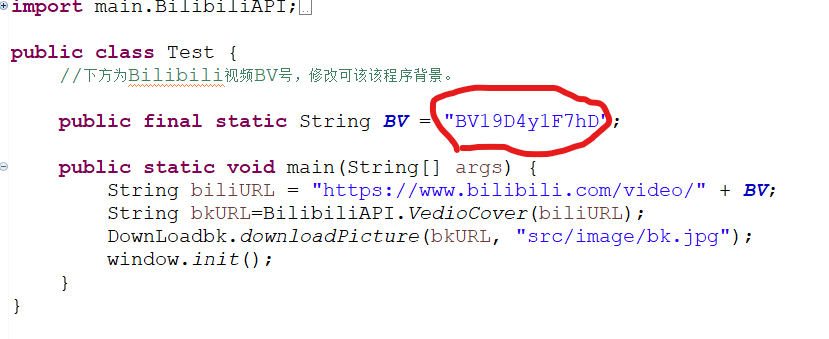 import main.BilibiliAPI;
public class Test {
//下方为Bilibili视频BV号，修改可该该程序背景。
public final static String BV = "BV19D4y1F7hD";
public static void main(String[] args) {
String biliURL = "https://www.bilibili.com/video/" + BV;
String bkURL=BilibiliAPI.VedioCover(biliURL);
DownLoadbk.downloadPicture(bkURL, "src/image/bk.jpg");
window.init();
}
}